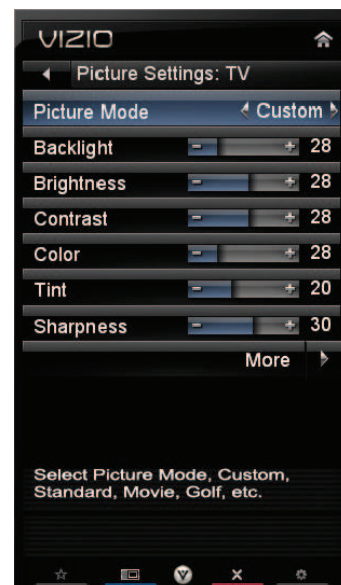 VIZIO
Picture Settings: TV
Picture Mode Custom
Backlight - + 28
Brightness - + 28
Contrast - + 28
Color - + 28
Tint - + 20
Sharpness - + 30
More
Select Picture Mode, Custom,
Standard, Movie, Golf, etc.
V X